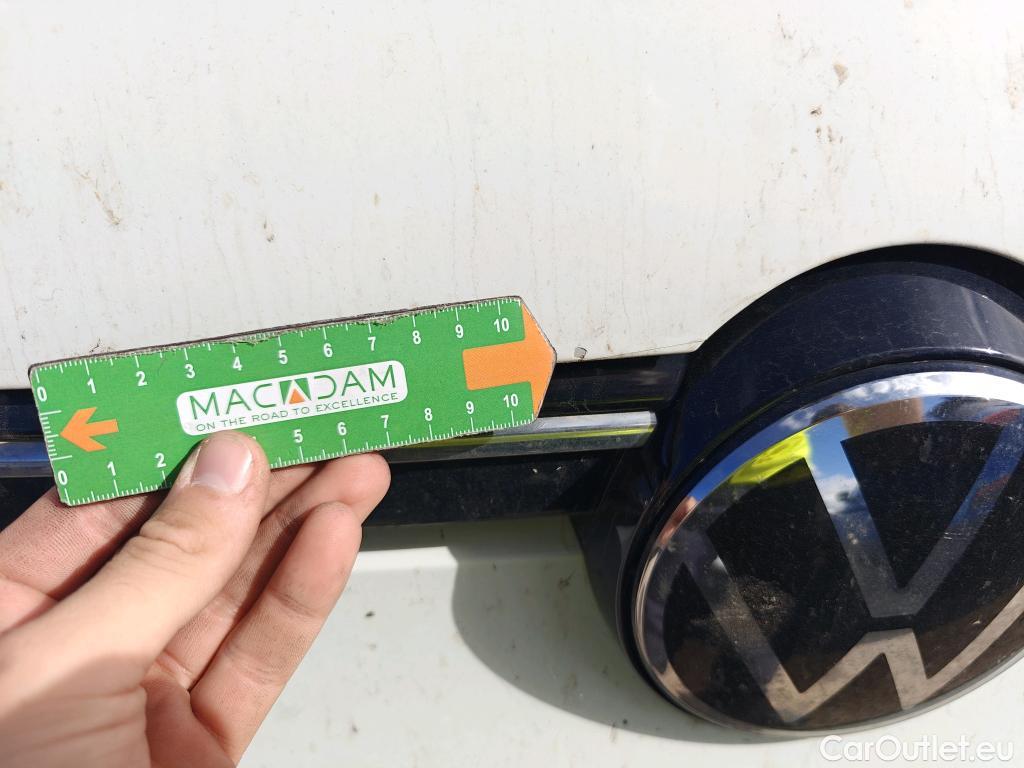 0 1 2 3 4 5 6 7 8 9 10
MACADAM
ON THE ROAD TO EXCELLENCE
0 1 2 4 5 6 7 8 9 10
CarOutlet.eu